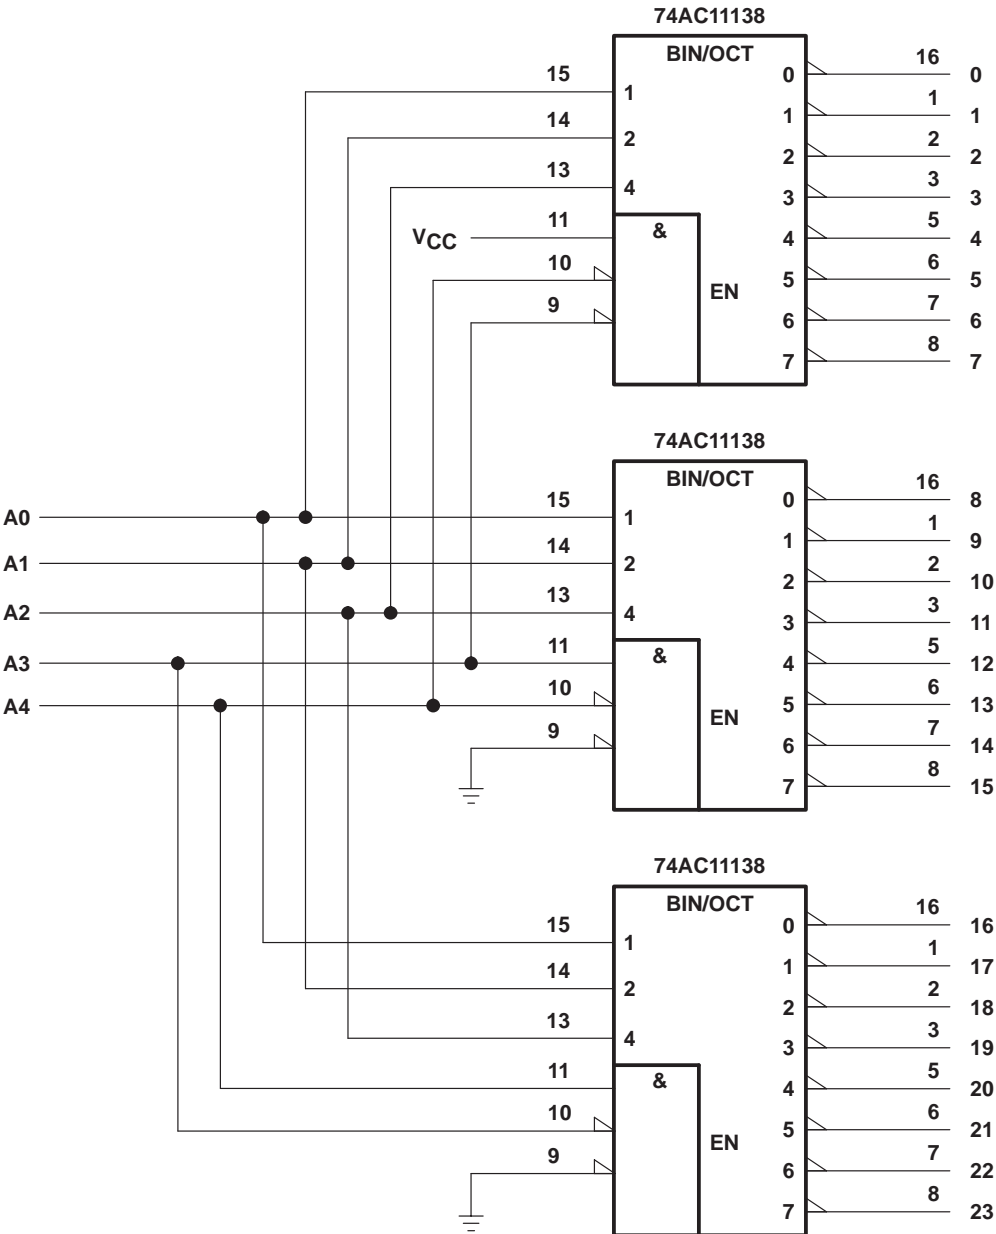 74AC11138
BIN/OCT
15 1 0 16 0
14 2 1 1 1
13 4 2 2 2
3 3 3
VCC 11 & 4 5 4
10 EN 5 6 5
9 6 7 6
7 8 7
74AC11138
BIN/OCT
A0 15 1 0 16 8
A1 14 2 1 1 9
A2 13 4 2 2 10
3 3 11
A3 11 & 4 5 12
A4 10 EN 5 6 13
9 6 7 14
7 8 15
74AC11138
BIN/OCT
15 1 0 16 16
14 2 1 1 17
13 4 2 2 18
3 3 19
11 & 4 5 20
10 EN 5 6 21
9 6 7 22
7 8 23